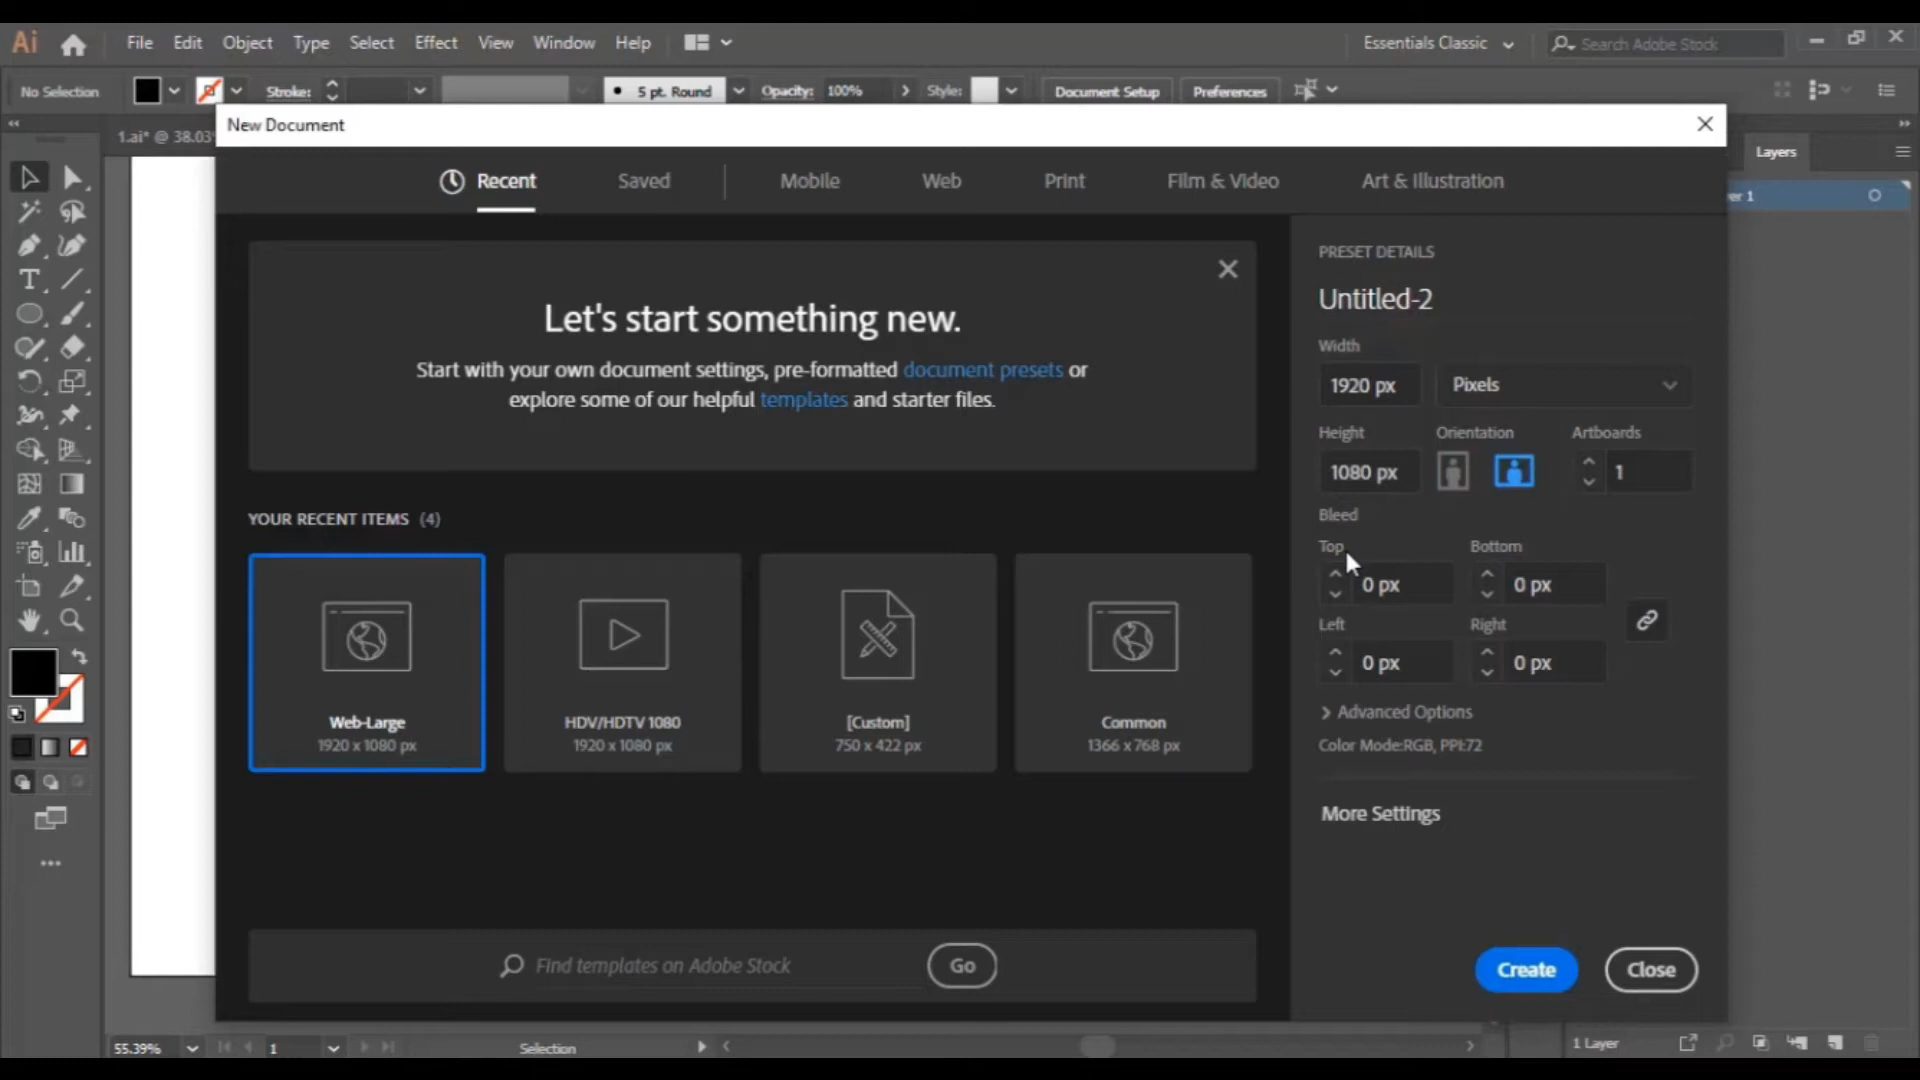 Ai File Edit Object Type Select Effect View Window Help Essentials Classic Search Adobe Stock
No Selection Stroke: 5 pt. Round Opacity: 100% Style: Document Setup Preferences
1.ai* @ 38.03
New Document
Layers
Recent Saved Mobile Web Print Film & Video Art & Illustration
er 1
Let's start something new.
Start with your own document settings, pre-formatted document presets or
explore some of our helpful templates and starter files.
YOUR RECENT ITEMS (4)
Web-Large
1920 x 1080 px
HDV/HDTV 1080
1920 x 1080 px
[Custom]
750 x 422 px
Common
1366 x 768 px
Find templates on Adobe Stock Go
PRESET DETAILS
Untitled-2
Width
1920 px Pixels
Height Orientation Artboards
1080 px 1
Bleed
Top Bottom
0 px 0 px
Left Right
0 px 0 px
Advanced Options
Color Mode:RGB, PPI:72
More Settings
Create Close
55.39% 1 Selection 1 Layer